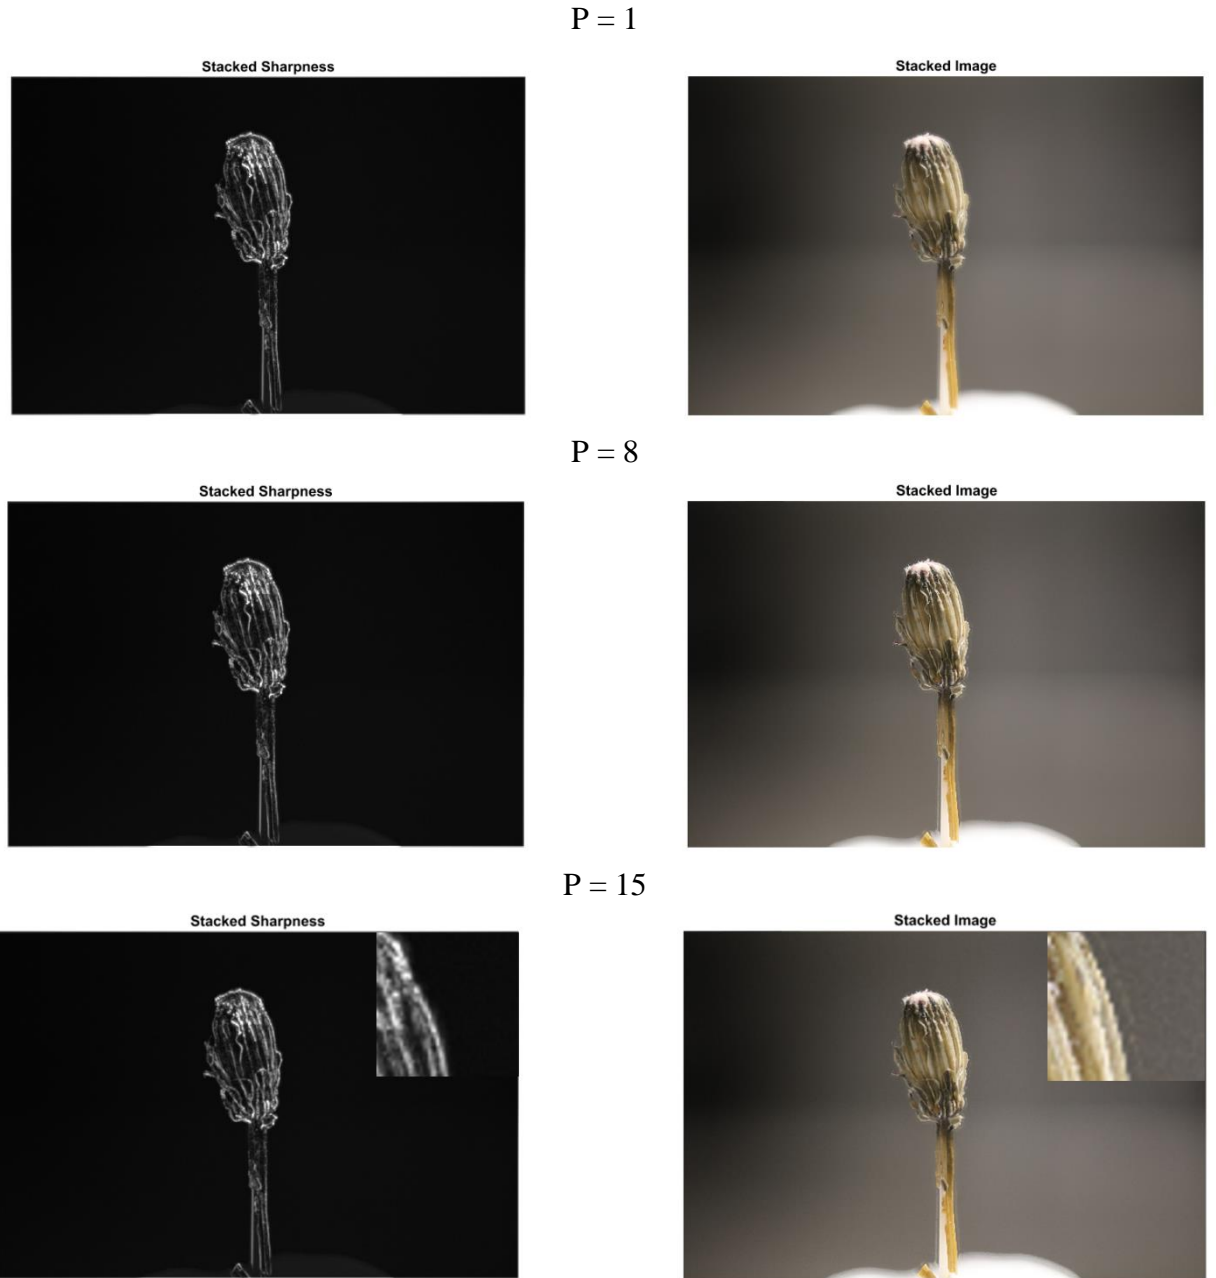 P = 1
Stacked Sharpness
Stacked Image
P = 8
Stacked Sharpness
Stacked Image
P = 15
Stacked Sharpness
Stacked Image